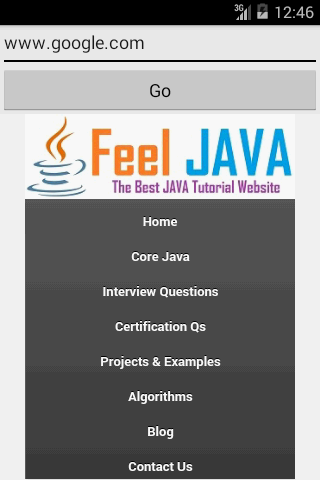 3G 12:46
www.google.com
Go
Feel JAVA
The Best JAVA Tutorial Website
Home
Core Java
Interview Questions
Certification Qs
Projects & Examples
Algorithms
Blog
Contact Us